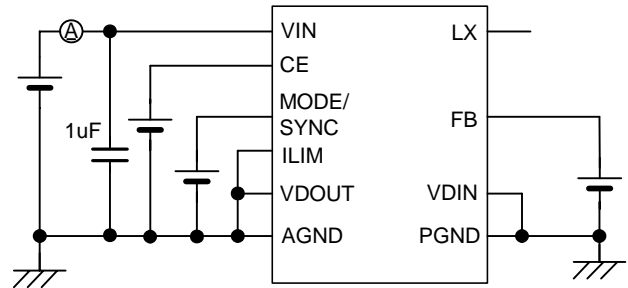 A
VIN
LX
CE
MODE/
SYNC
FB
1uF
ILIM
VDOUT
VDIN
AGND
PGND